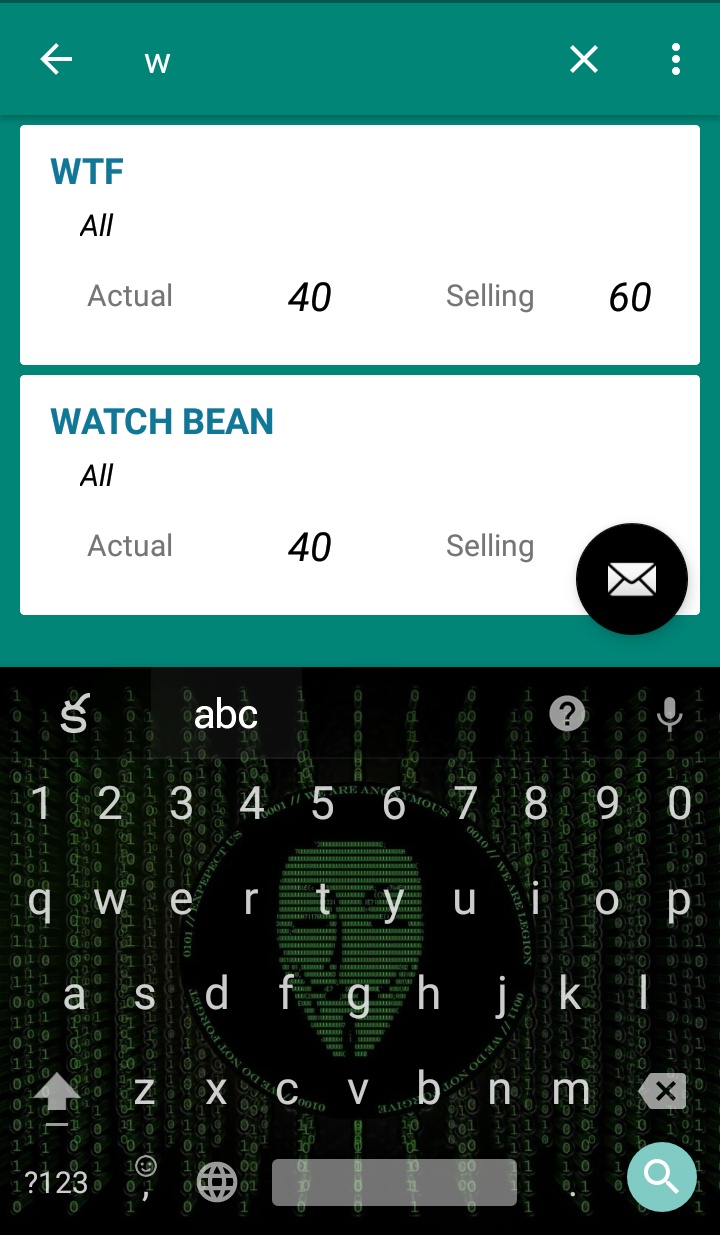 w
WTF
All
Actual 40 Selling 60
WATCH BEAN
All
Actual 40 Selling
abc ?
1 2 3 4 5 6 7 8 9 0
q w e r t y u i o p
a s d f g h j k l
z x c v b n m
?123 , .